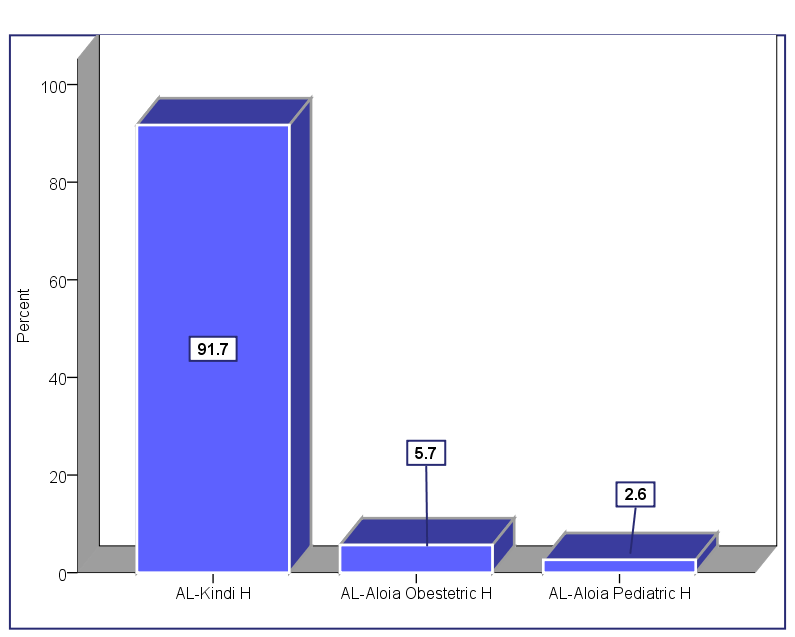 100
80
60
40
20
0
Percent
91.7
5.7
2.6
AL-Kindi H
AL-Aloia Obestetric H
AL-Aloia Pediatric H